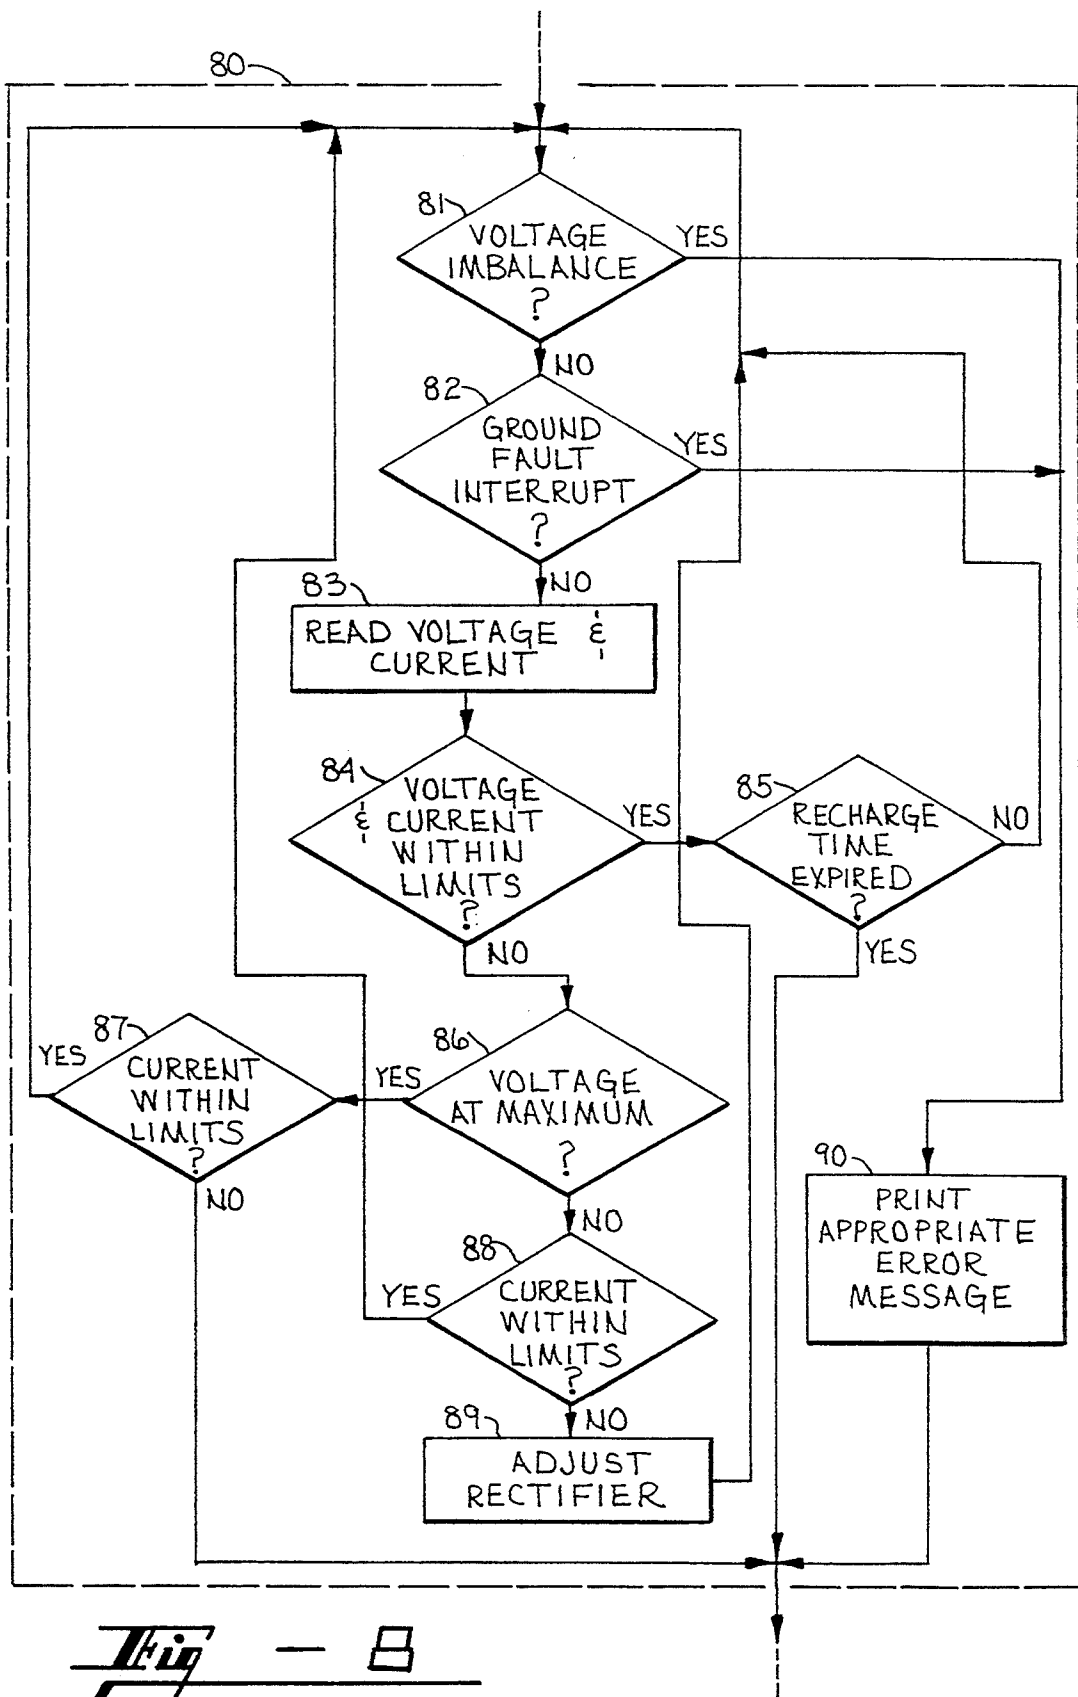 80
81
VOLTAGE
IMBALANCE
?
YES
NO
82
GROUND
FAULT
INTERRUPT
?
YES
NO
83
READ VOLTAGE &
CURRENT
84
VOLTAGE
& CURRENT
WITHIN
LIMITS
?
YES
NO
85
RECHARGE
TIME
EXPIRED
?
NO
YES
86
VOLTAGE
AT MAXIMUM
?
YES
NO
87
CURRENT
WITHIN
LIMITS
?
YES
NO
88
CURRENT
WITHIN
LIMITS
?
YES
NO
89
ADJUST
RECTIFIER
90
PRINT
APPROPRIATE
ERROR
MESSAGE
Fig - 8